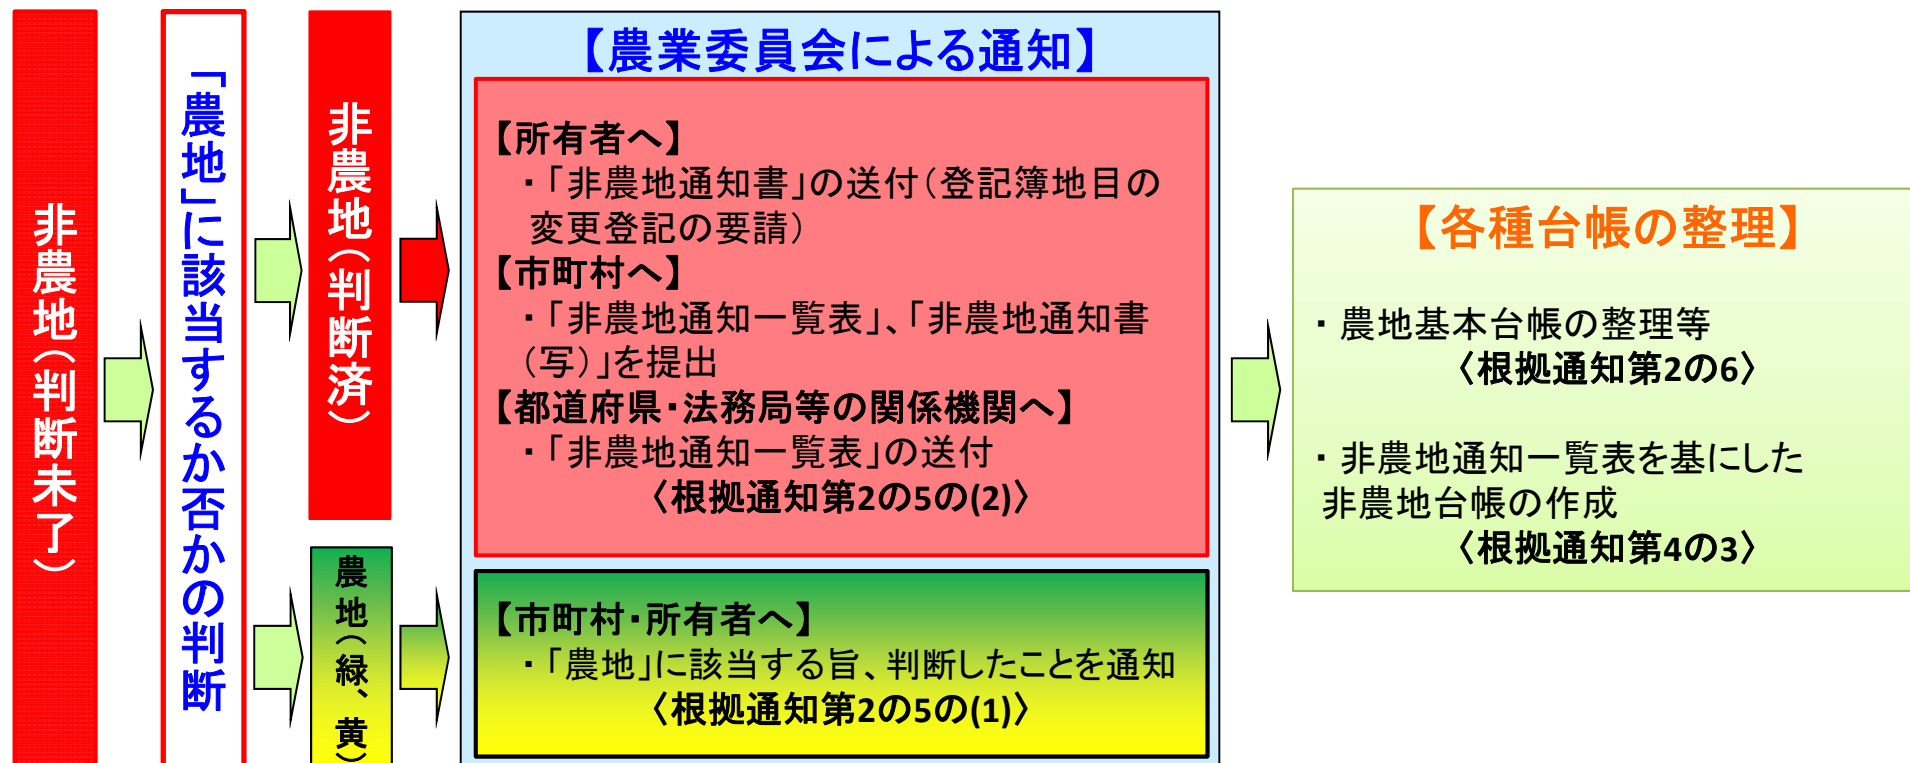 非農地（判断未了）
「農地」に該当するか否かの判断
非農地（判断済）
農地（緑、黄）
【農業委員会による通知】
【所有者へ】
・「非農地通知書」の送付（登記簿地目の
変更登記の要請）
【市町村へ】
・「非農地通知一覧表」、「非農地通知書
（写）」を提出
【都道府県・法務局等の関係機関へ】
・「非農地通知一覧表」の送付
〈根拠通知第2の5の(2)〉
【市町村・所有者へ】
・「農地」に該当する旨、判断したことを通知
〈根拠通知第2の5の(1)〉
【各種台帳の整理】
・ 農地基本台帳の整理等
〈根拠通知第2の6〉
・ 非農地通知一覧表を基にした
非農地台帳の作成
〈根拠通知第4の3〉